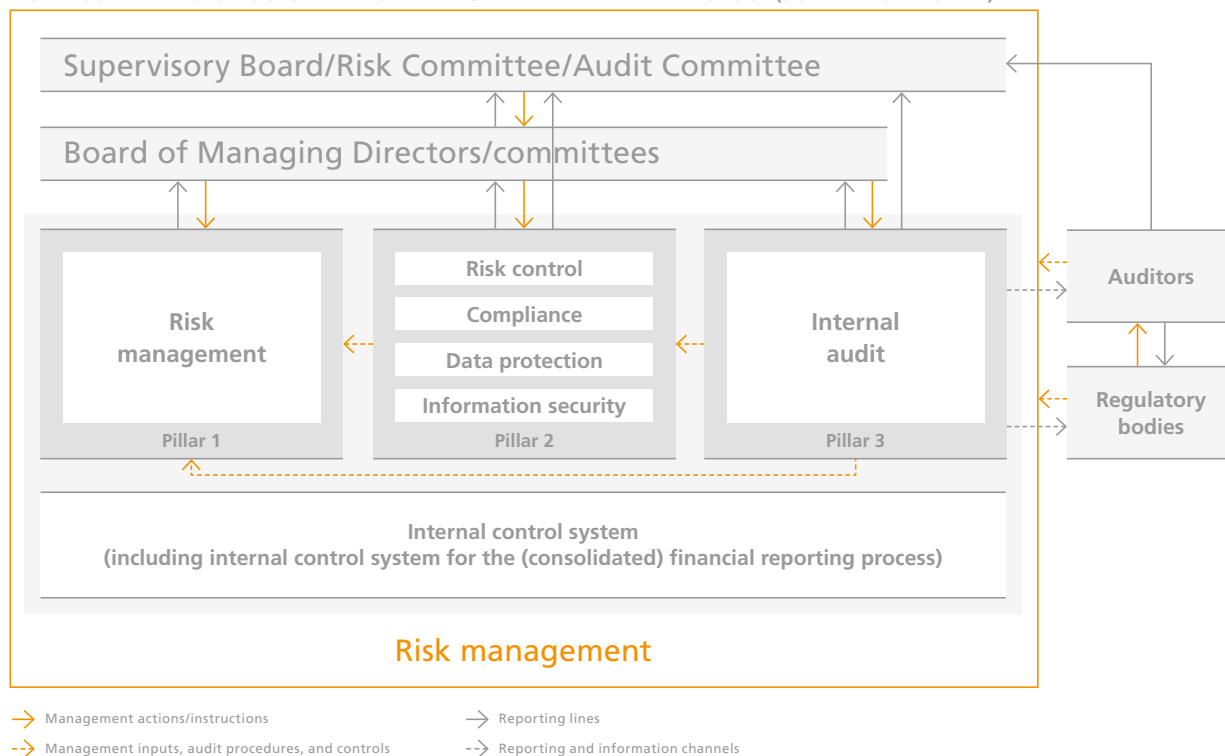 Supervisory Board/Risk Committee/Audit Committee
Board of Managing Directors/committees
Risk
management
Pillar 1
Risk control
Compliance
Data protection
Information security
Pillar 2
Internal
audit
Pillar 3
Auditors
Regulatory
bodies
Internal control system
(including internal control system for the (consolidated) financial reporting process)
Risk management
Management actions/instructions
Reporting lines
Management inputs, audit procedures, and controls
Reporting and information channels